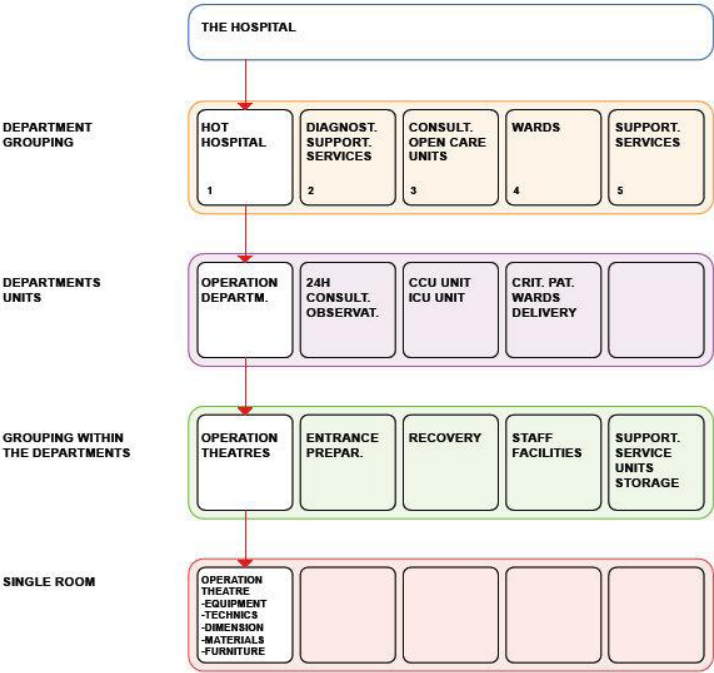 THE HOSPITAL
DEPARTMENT
GROUPING
HOT
HOSPITAL
1
DIAGNOST.
SUPPORT.
SERVICES
2
CONSULT.
OPEN CARE
UNITS
3
WARDS
4
SUPPORT.
SERVICES
5
DEPARTMENTS
UNITS
OPERATION
DEPARTM.
24H
CONSULT.
OBSERVAT.
CCU UNIT
ICU UNIT
CRIT. PAT.
WARDS
DELIVERY
GROUPING WITHIN
THE DEPARTMENTS
OPERATION
THEATRES
ENTRANCE
PREPAR.
RECOVERY
STAFF
FACILITIES
SUPPORT.
SERVICE
UNITS
STORAGE
SINGLE ROOM
OPERATION
THEATRE
-EQUIPMENT
-TECHNICS
-DIMENSION
-MATERIALS
-FURNITURE